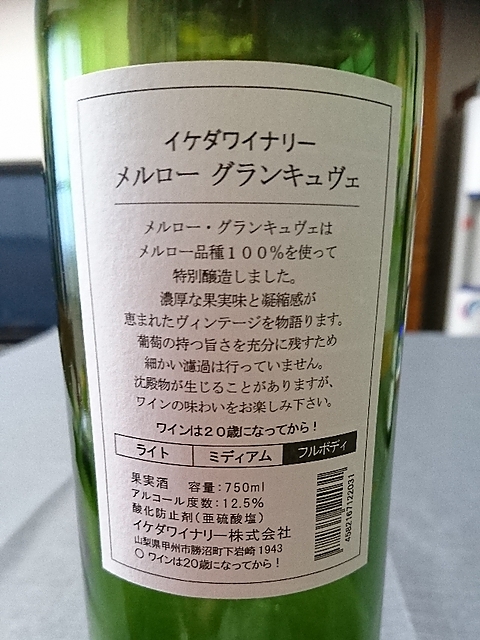 イケダワイナリー
メルロー グランキュヴェ
メルロー・グランキュヴェは
メルロー品種１００％を使って
特別醸造しました。
濃厚な果実味と凝縮感が
恵まれたヴィンテージを物語ります。
葡萄の持つ旨さを充分に残すため
細かい濾過は行っていません。
沈殿物が生じることがありますが、
ワインの味わいをお楽しみ下さい。
ワインは２０歳になってから！
ライト ミディアム フルボディ
果実酒 容量：750ml
アルコール度数：12.5%
酸化防止剤（亜硫酸塩）
イケダワイナリー株式会社
山梨県甲州市勝沼町下岩崎 1943
○ ワインは20歳になってから！
4582167122031